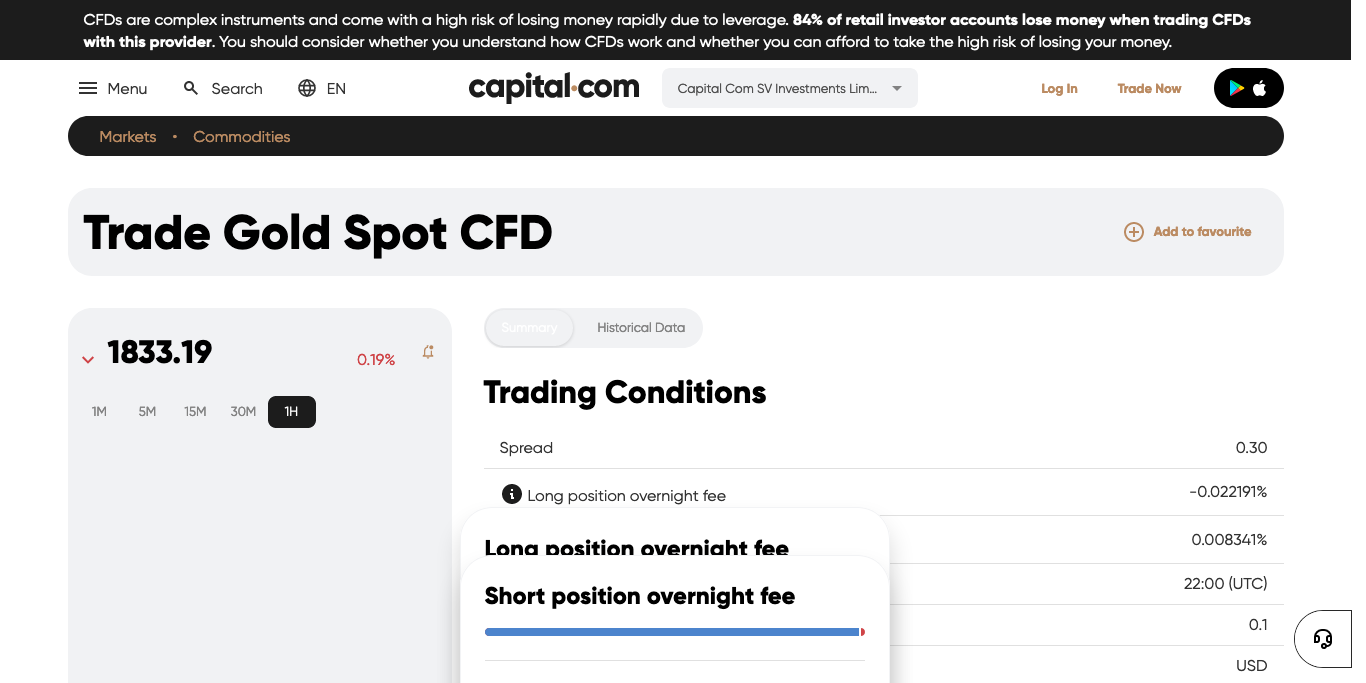 CFDs are complex instruments and come with a high risk of losing money rapidly due to leverage. 84% of retail investor accounts lose money when trading CFDs
with this provider. You should consider whether you understand how CFDs work and whether you can afford to take the high risk of losing your money.
Menu Search EN capital.com Capital Com SV Investments Lim... Log In Trade Now
Markets • Commodities
Trade Gold Spot CFD Add to favourite
1833.19 0.19%
1M 5M 15M 30M 1H
Summary Historical Data
Trading Conditions
Spread 0.30
Long position overnight fee -0.022191%
Long position overnight fee
0.008341%
Short position overnight fee
22:00 (UTC)
0.1
USD